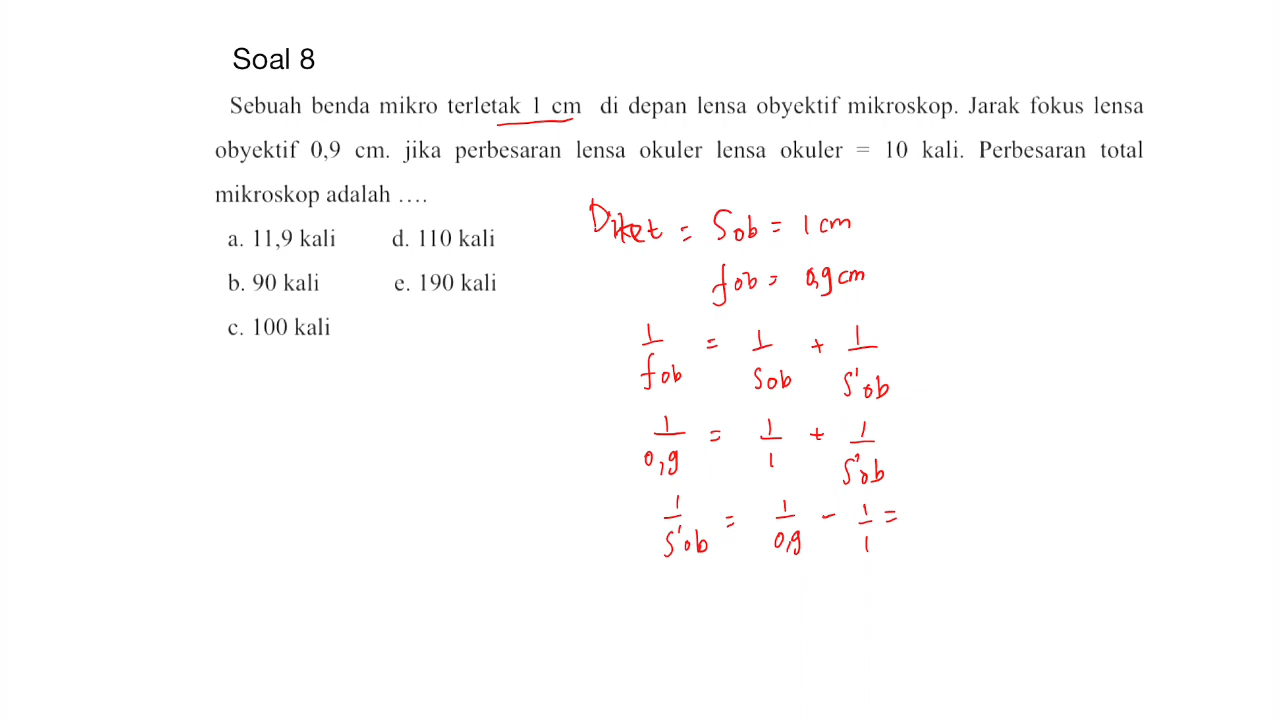 Soal 8
Sebuah benda mikro terletak 1 cm di depan lensa obyektif mikroskop. Jarak fokus lensa
obyektif 0,9 cm. jika perbesaran lensa okuler lensa okuler = 10 kali. Perbesaran total
mikroskop adalah ....
a. 11,9 kali d. 110 kali
b. 90 kali e. 190 kali
c. 100 kali
Diket = Sob = 1 cm
fob = 0,9 cm
1/fob = 1/Sob + 1/S'ob
1/0,9 = 1/1 + 1/S'ob
1/S'ob = 1/0,9 - 1/1 =